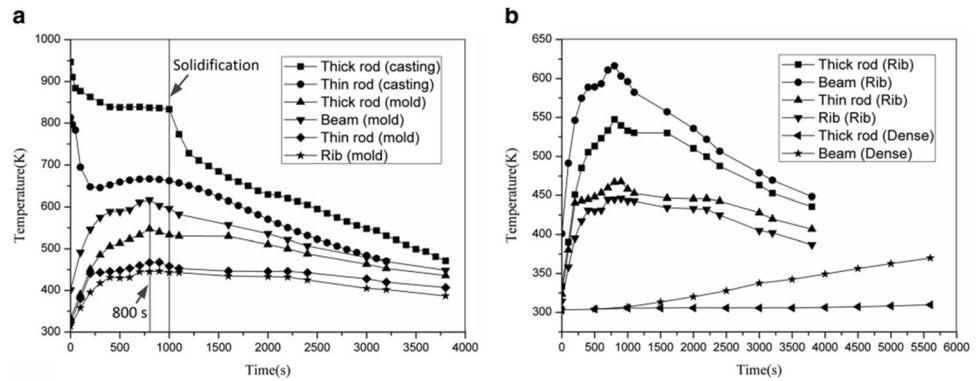 a
1000
900
800
700
600
500
400
300
Temperature(K)
0 500 1000 1500 2000 2500 3000 3500 4000
Time(s)
Solidification
800 s
Thick rod (casting)
Thin rod (casting)
Thick rod (mold)
Beam (mold)
Thin rod (mold)
Rib (mold)
b
650
600
550
500
450
400
350
300
Temperature(K)
0 500 1000 1500 2000 2500 3000 3500 4000 4500 5000 5500 6000
Time(s)
Thick rod (Rib)
Beam (Rib)
Thin rod (Rib)
Rib (Rib)
Thick rod (Dense)
Beam (Dense)